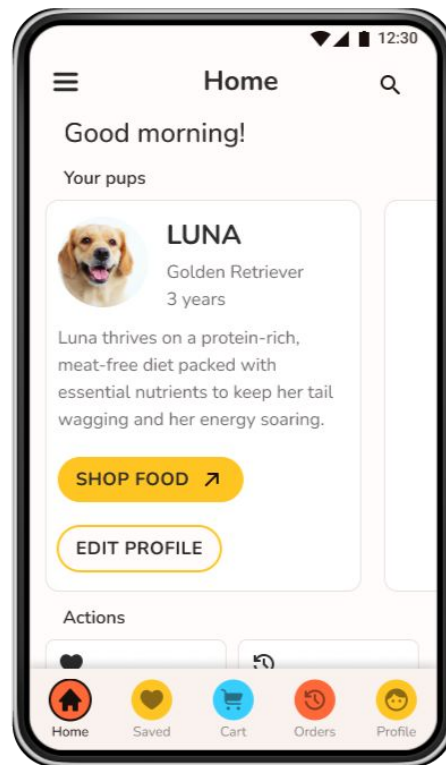 12:30
Home
Good morning!
Your pups
LUNA
Golden Retriever
3 years
Luna thrives on a protein-rich,
meat-free diet packed with
essential nutrients to keep her tail
wagging and her energy soaring.
SHOP FOOD
EDIT PROFILE
Actions
Home Saved Cart Orders Profile